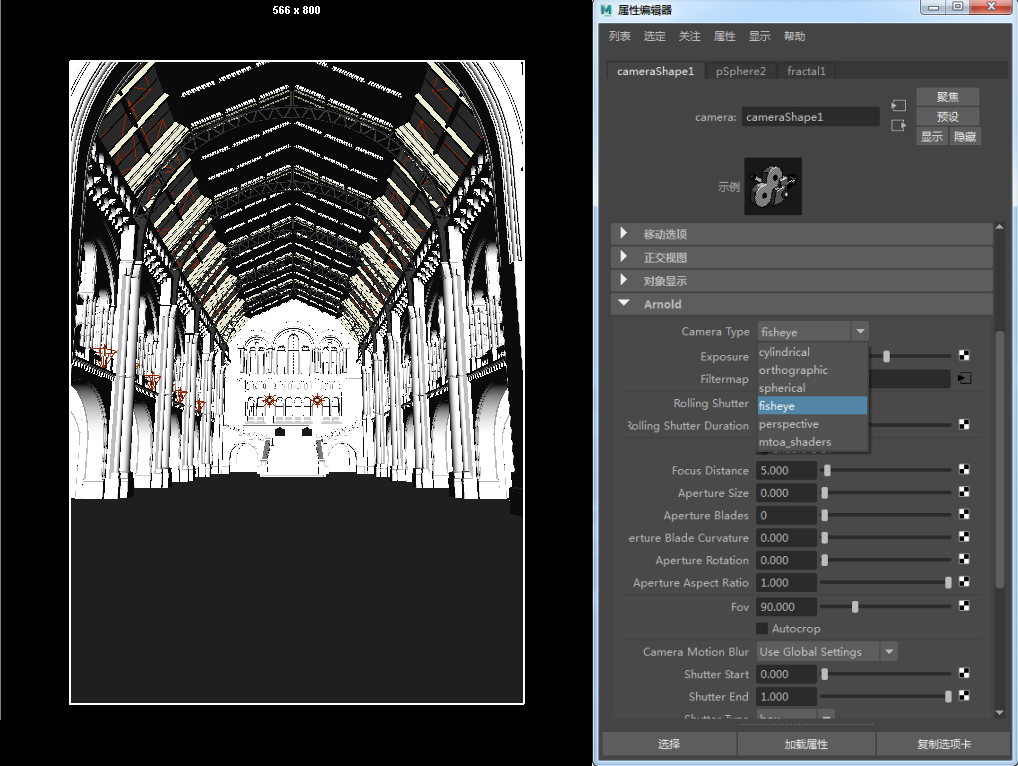 566 x 800
属性编辑器
列表 选定 关注 属性 显示 帮助
cameraShape1 pSphere2 fractal1
camera: cameraShape1
聚焦
预设
显示 隐藏
示例
移动选项
正交视图
对象显示
Arnold
Camera Type fisheye
cylindrical
orthographic
spherical
fisheye
perspective
mtoa_shaders
Exposure
Filtermap
Rolling Shutter
Rolling Shutter Duration
Focus Distance 5.000
Aperture Size 0.000
Aperture Blades 0
erture Blade Curvature 0.000
Aperture Rotation 0.000
Aperture Aspect Ratio 1.000
Fov 90.000
Autocrop
Camera Motion Blur Use Global Settings
Shutter Start 0.000
Shutter End 1.000
Shutter Type box
选择 加载属性 复制选项卡